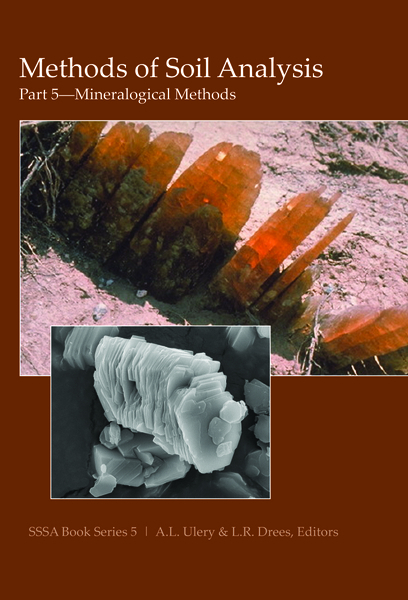 Methods of Soil Analysis
Part 5—Mineralogical Methods
SSSA Book Series 5 | A.L. Ulery & L.R. Drees, Editors